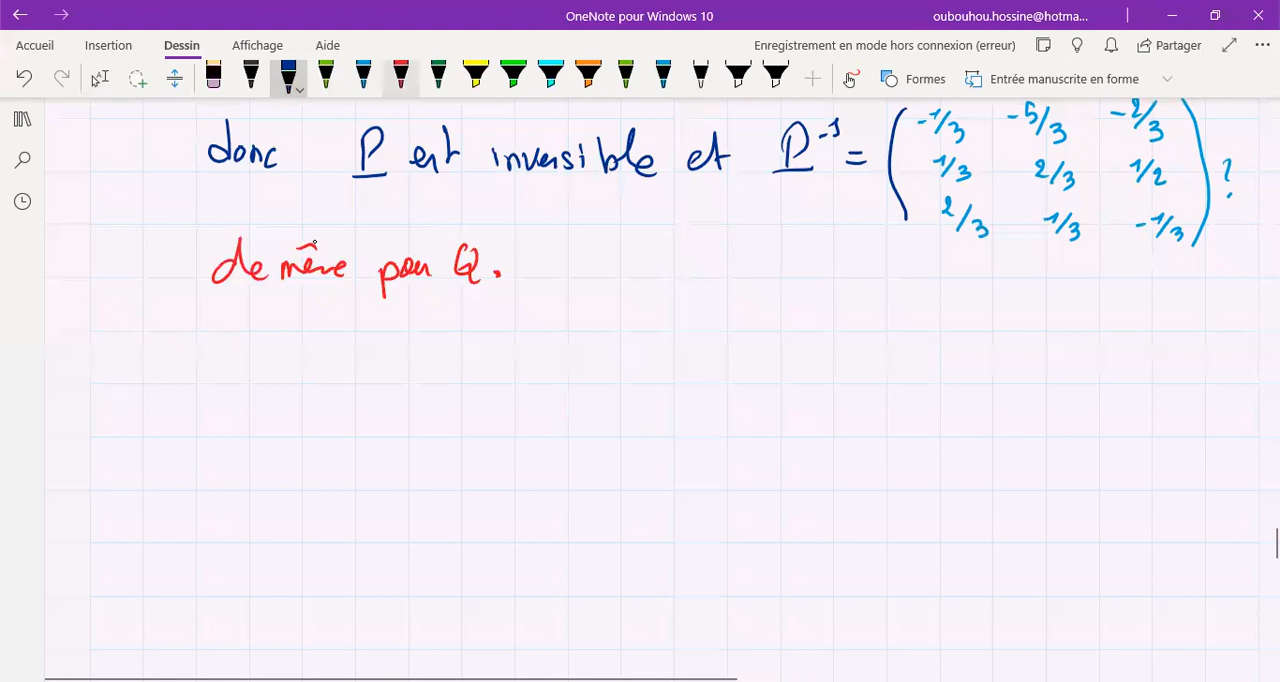 OneNote pour Windows 10
oubouhou.hossine@hotma...
Accueil Insertion Dessin Affichage Aide Enregistrement en mode hors connexion (erreur) Partager
Formes Entrée manuscrite en forme
donc P est inversible et P⁻¹ =
-1/3 -5/3 -2/3
1/3 2/3 1/2 ?
2/3 1/3 -1/3
de même pour Q.